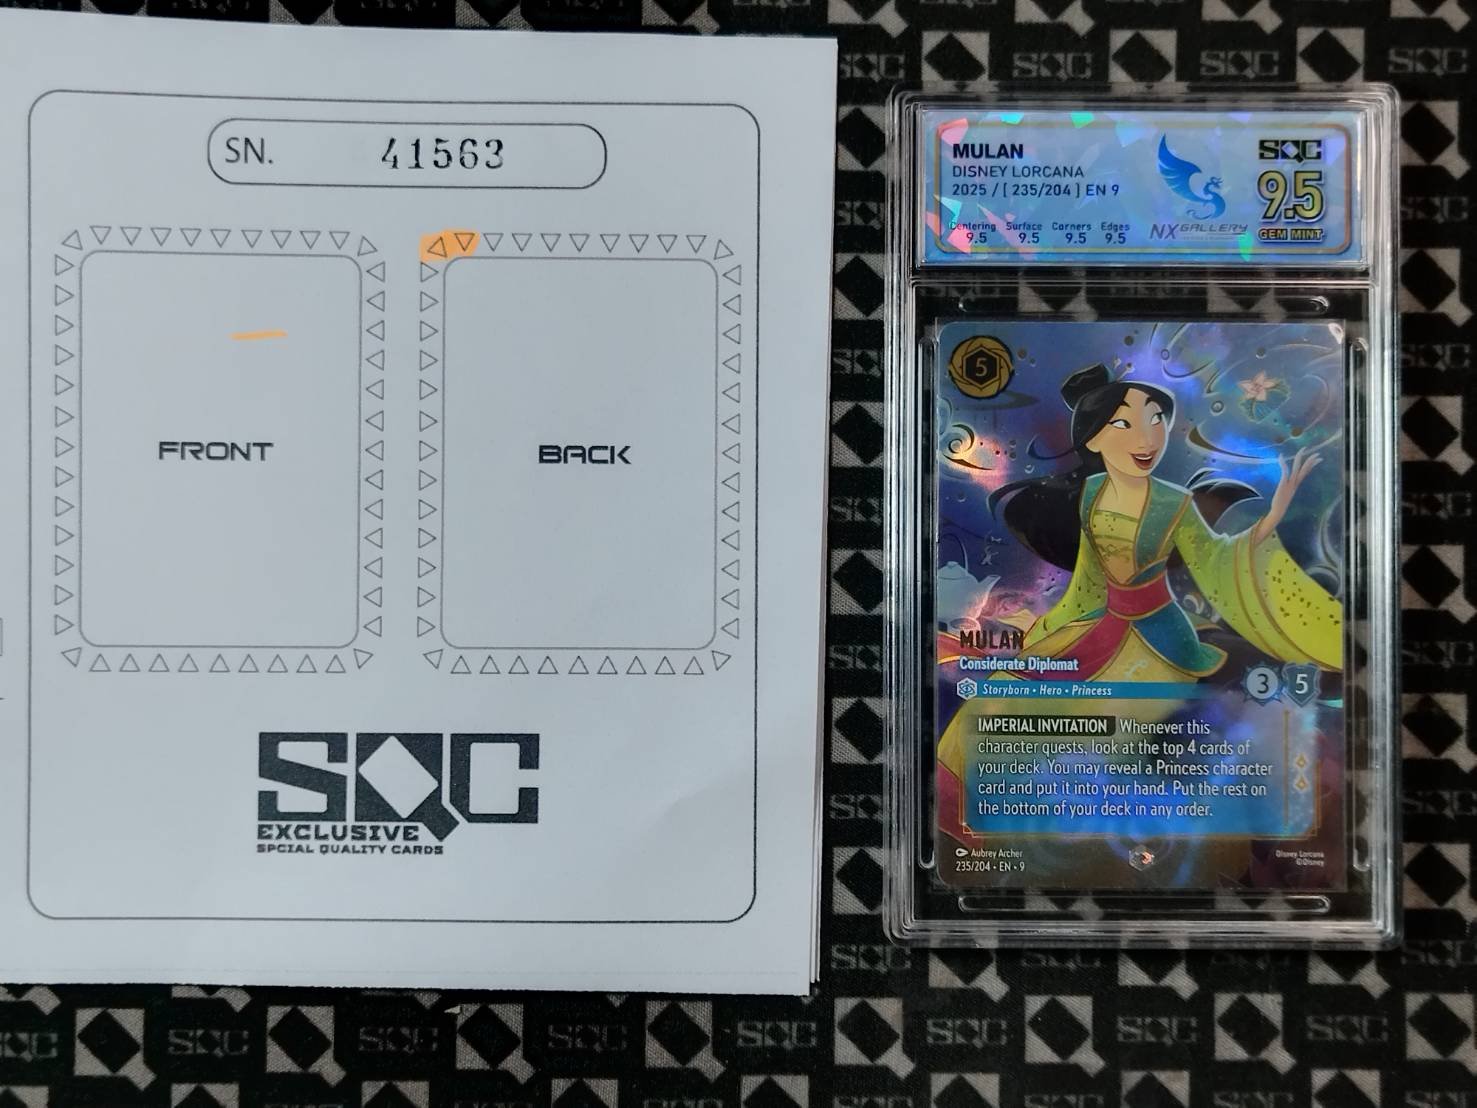 SN. 41563
FRONT
BACK
SQC
EXCLUSIVE
SPCIAL QUALITY CARDS
MULAN
DISNEY LORCANA
2025 / [ 235/204 ] EN 9
Centering Surface Corners Edges
9.5 9.5 9.5 9.5
NX GALLERY
SQC
9.5
GEM MINT
5
MULAN
Considerate Diplomat
Storyborn • Hero • Princess
3 5
IMPERIAL INVITATION Whenever this
character quests, look at the top 4 cards of
your deck. You may reveal a Princess character
card and put it into your hand. Put the rest on
the bottom of your deck in any order.
Aubrey Archer
235/204 • EN • 9
Disney Lorcana
©Disney